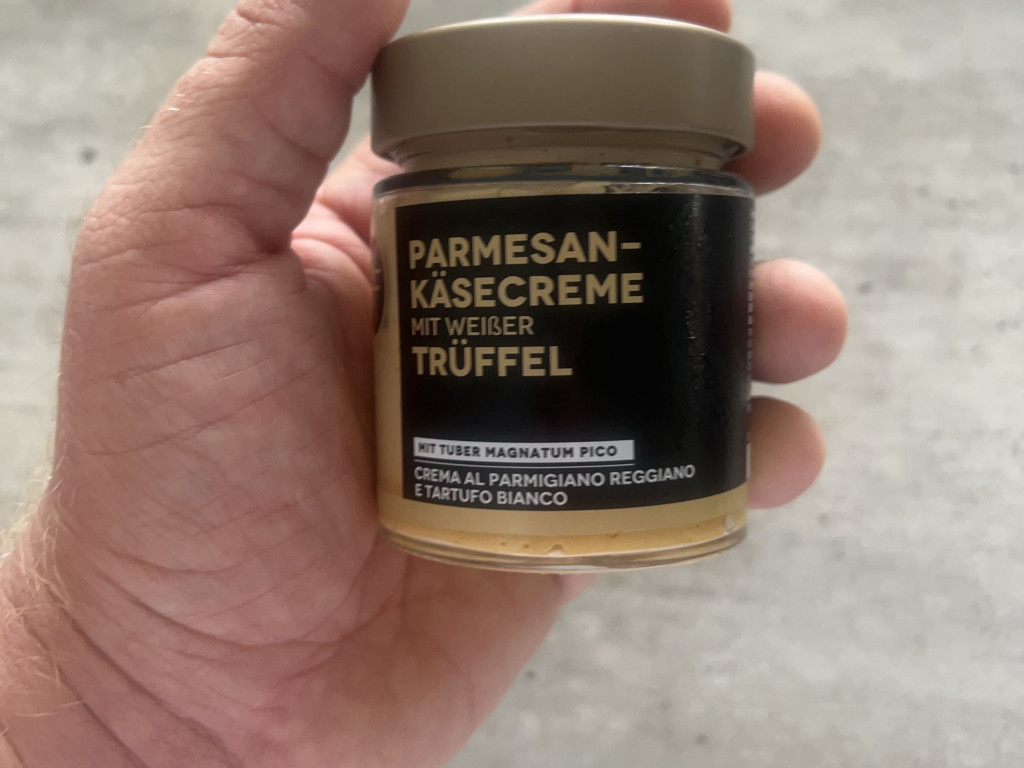 PARMESAN-
KÄSECREME
MIT WEIẞER
TRÜFFEL
MIT TUBER MAGNATUM PICO
CREMA AL PARMIGIANO REGGIANO
E TARTUFO BIANCO